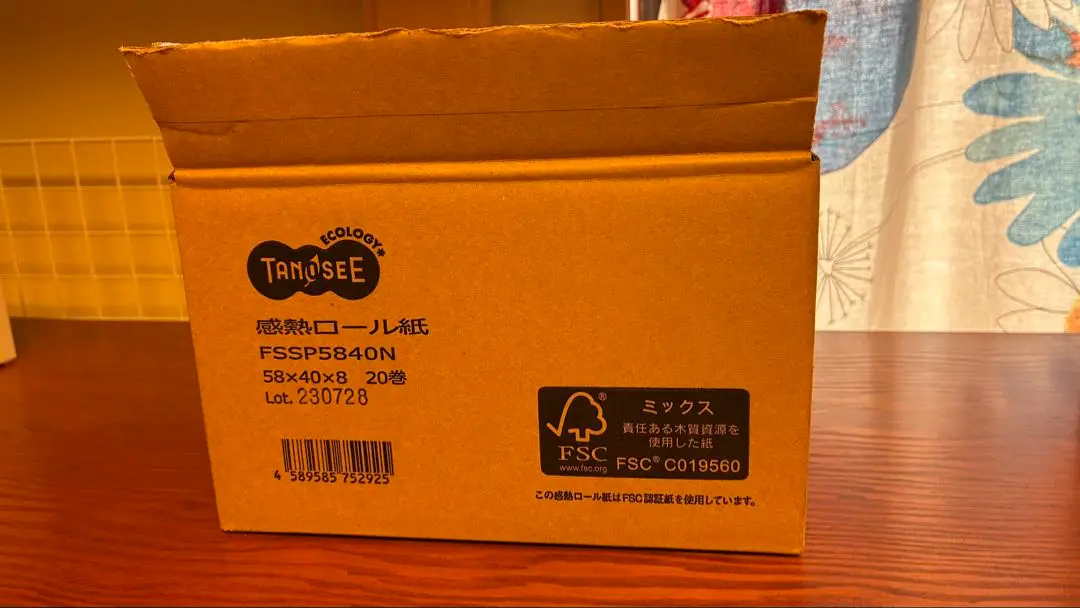 ECOLOGY*
TANOSEE
感熱ロール紙
FSSP5840N
58×40×8 20巻
Lot. 230728
4 589585 752925
ミックス
責任ある木質資源を
使用した紙
FSC® C019560
FSC
www.fsc.org
この感熱ロール紙はFSC認証紙を使用しています。